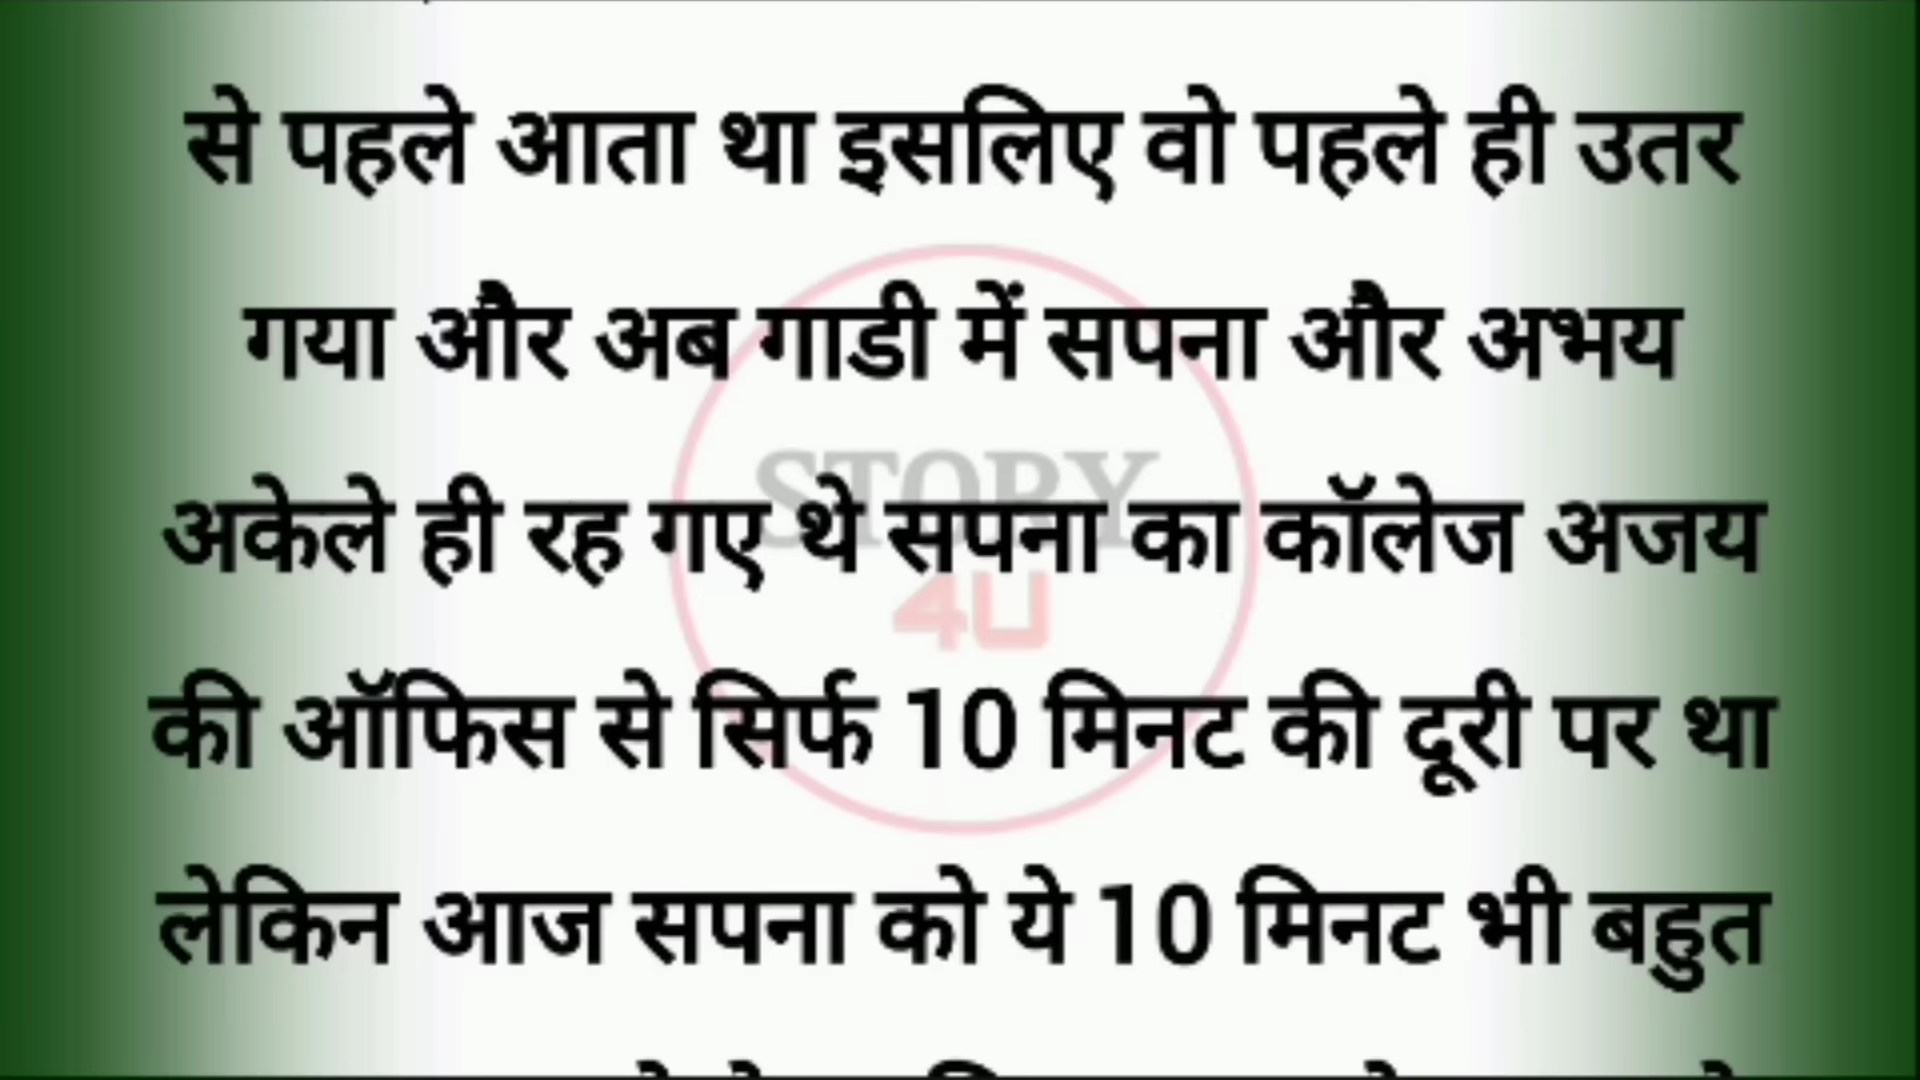 से पहले आता था इसलिए वो पहले ही उतर
गया और अब गाडी में सपना और अभय
STORY
अकेले ही रह गए थे सपना का कॉलेज अजय
4U
की ऑफिस से सिर्फ 10 मिनट की दूरी पर था
लेकिन आज सपना को ये 10 मिनट भी बहुत